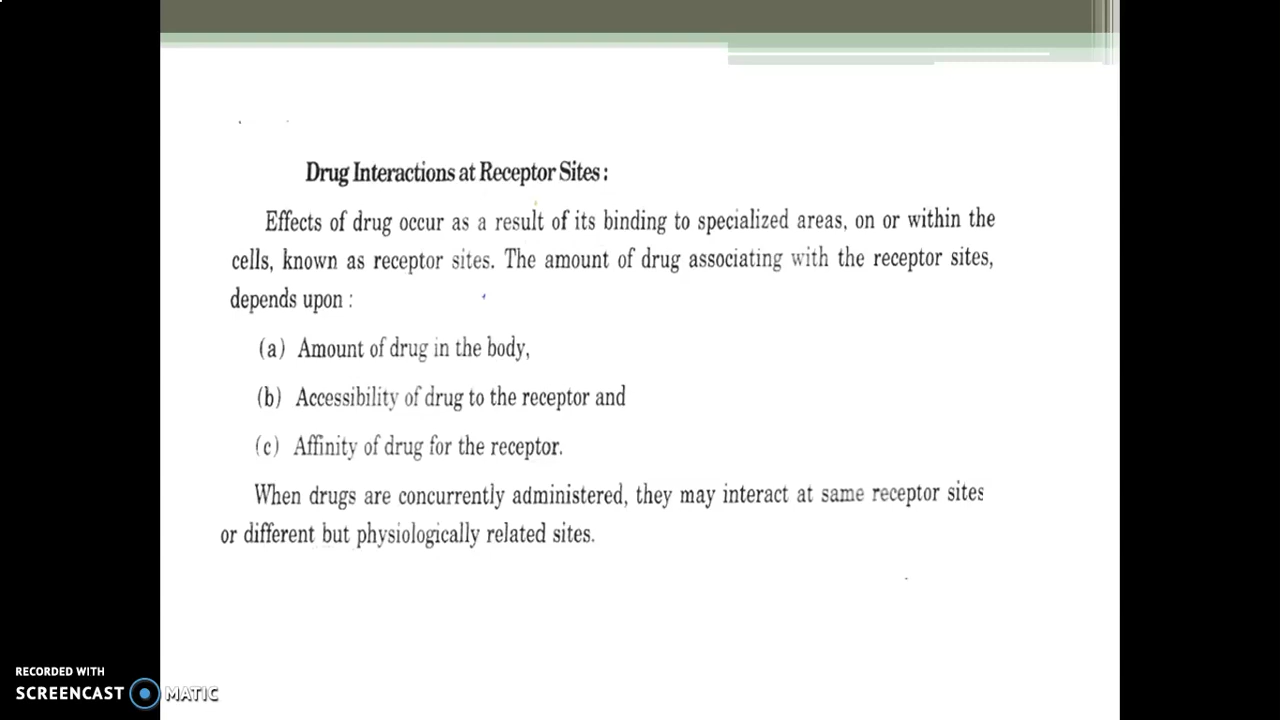 Drug Interactions at Receptor Sites :
Effects of drug occur as a result of its binding to specialized areas, on or within the
cells, known as receptor sites. The amount of drug associating with the receptor sites,
depends upon :
(a) Amount of drug in the body,
(b) Accessibility of drug to the receptor and
(c) Affinity of drug for the receptor.
When drugs are concurrently administered, they may interact at same receptor sites
or different but physiologically related sites.
RECORDED WITH
SCREENCAST MATIC